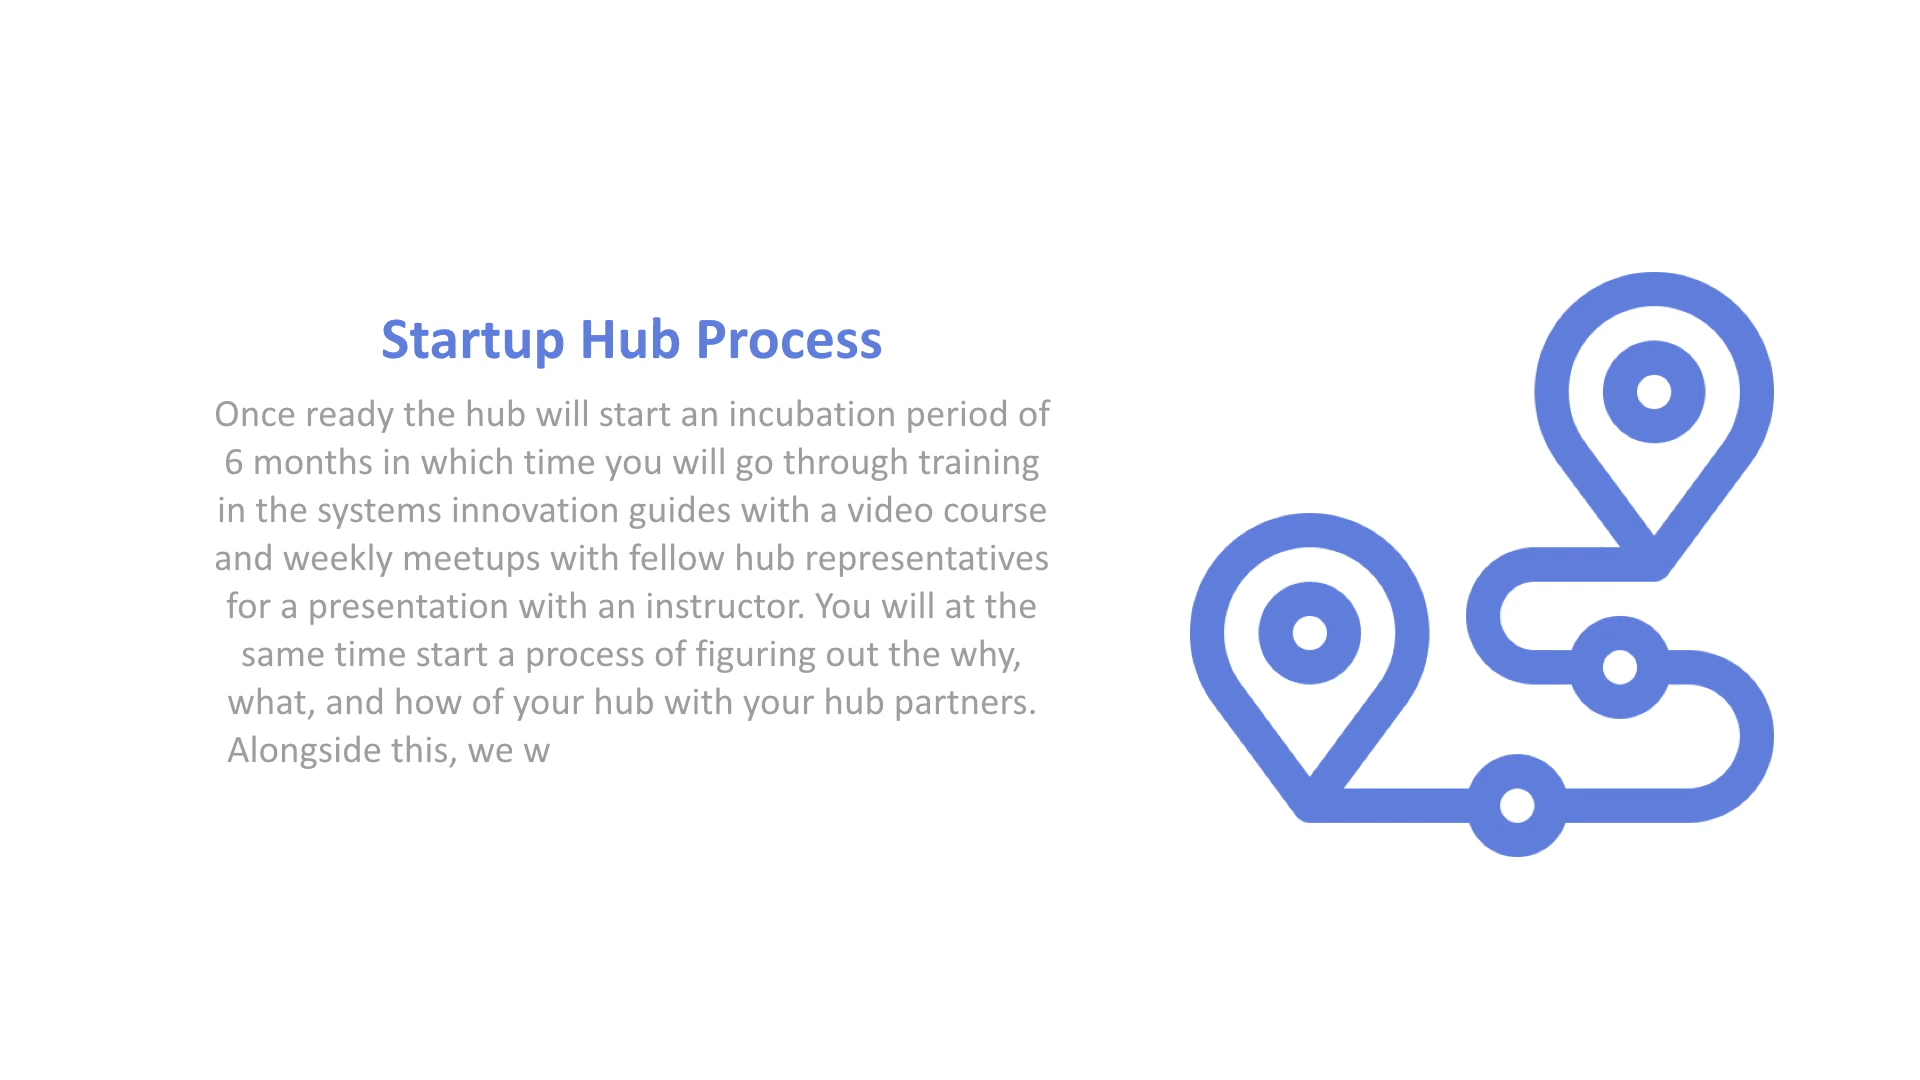 Startup Hub Process
Once ready the hub will start an incubation period of
6 months in which time you will go through training
in the systems innovation guides with a video course
and weekly meetups with fellow hub representatives
for a presentation with an instructor. You will at the
same time start a process of figuring out the why,
what, and how of your hub with your hub partners.
Alongside this, we w